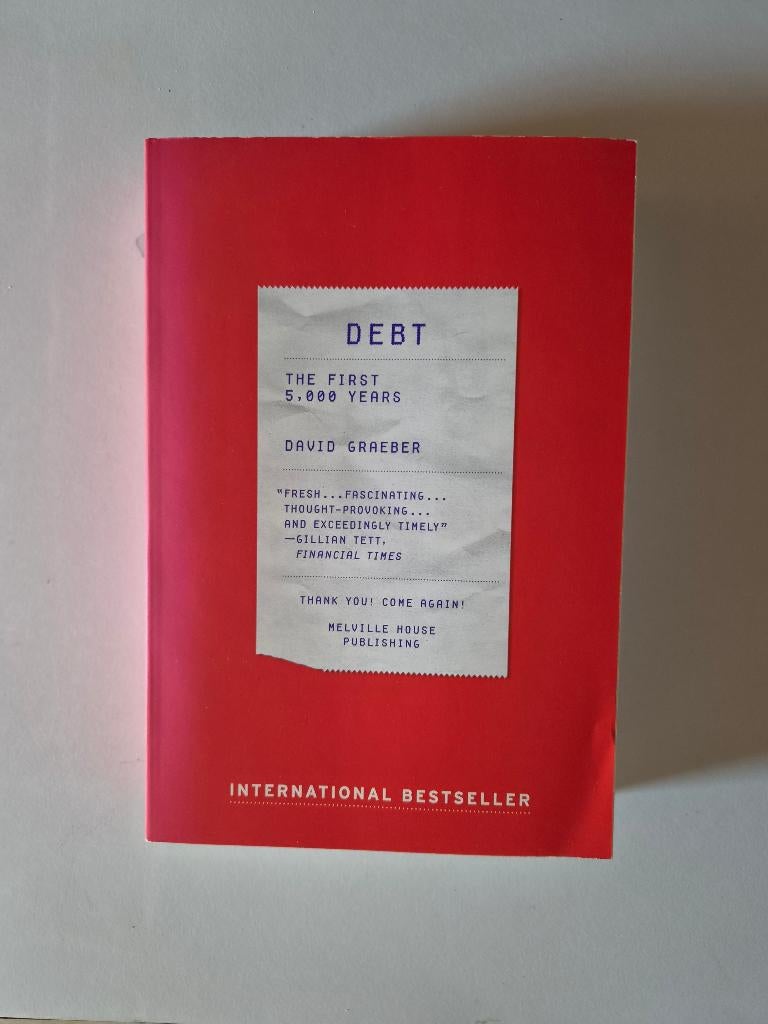 DEBT
THE FIRST
5,000 YEARS
DAVID GRAEBER
"FRESH...FASCINATING...
THOUGHT-PROVOKING...
AND EXCEEDINGLY TIMELY"
—GILLIAN TETT,
FINANCIAL TIMES
THANK YOU! COME AGAIN!
MELVILLE HOUSE
PUBLISHING
INTERNATIONAL BESTSELLER